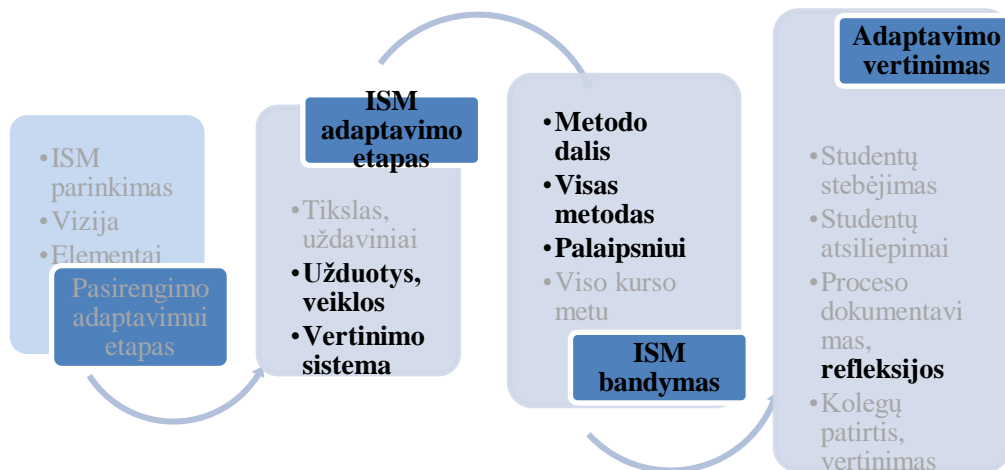 •ISM
parinkimas
•Vizija
•Elementai
Pasirengimo
adaptavimui
etapas
ISM
adaptavimo
etapas
•Tikslas,
uždaviniai
•Užduotys,
veiklos
•Vertinimo
sistema
•Metodo
dalis
•Visas
metodas
•Palaipsniui
•Viso kurso
metu
ISM
bandymas
Adaptavimo
vertinimas
•Studentų
stebėjimas
•Studentų
atsiliepimai
•Proceso
dokumentavi
mas,
refleksijos
•Kolegų
patirtis,
vertinimas